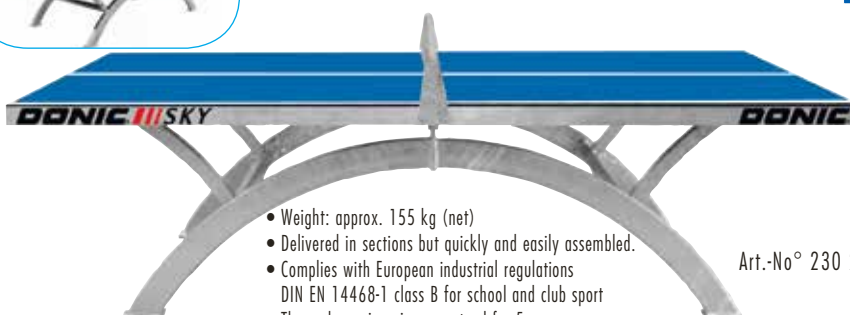 DONIC SKY
DONIC
• Weight: approx. 155 kg (net)
• Delivered in sections but quickly and easily assembled.
• Complies with European industrial regulations
DIN EN 14468-1 class B for school and club sport
Art.-No° 230